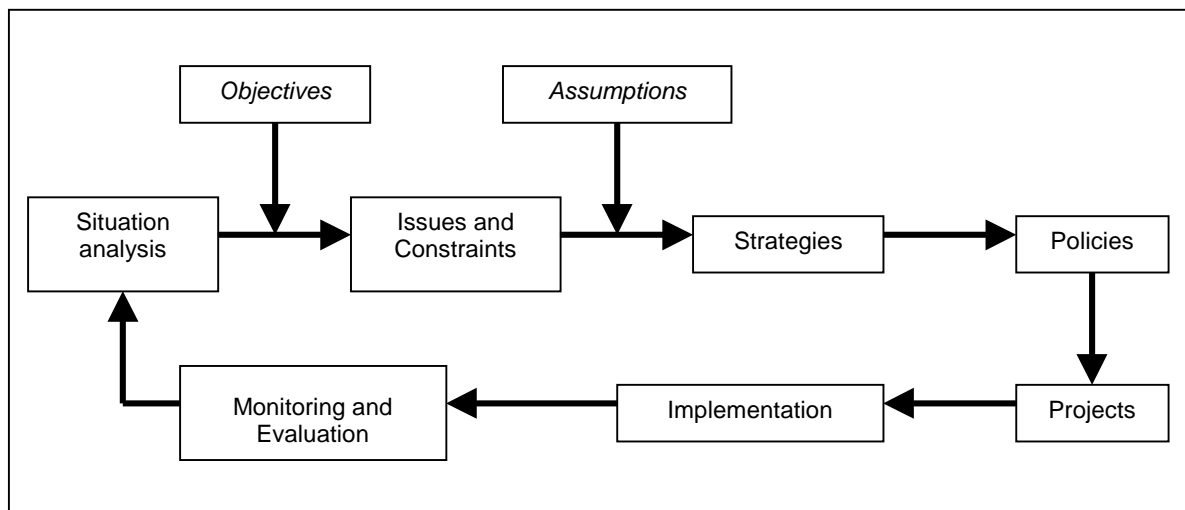 Objectives
Assumptions
Situation
analysis
Issues and
Constraints
Strategies
Policies
Monitoring and
Evaluation
Implementation
Projects